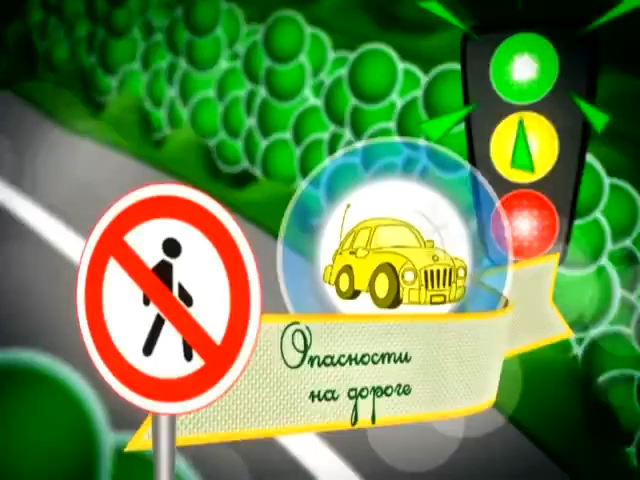 Опасности
на дороге